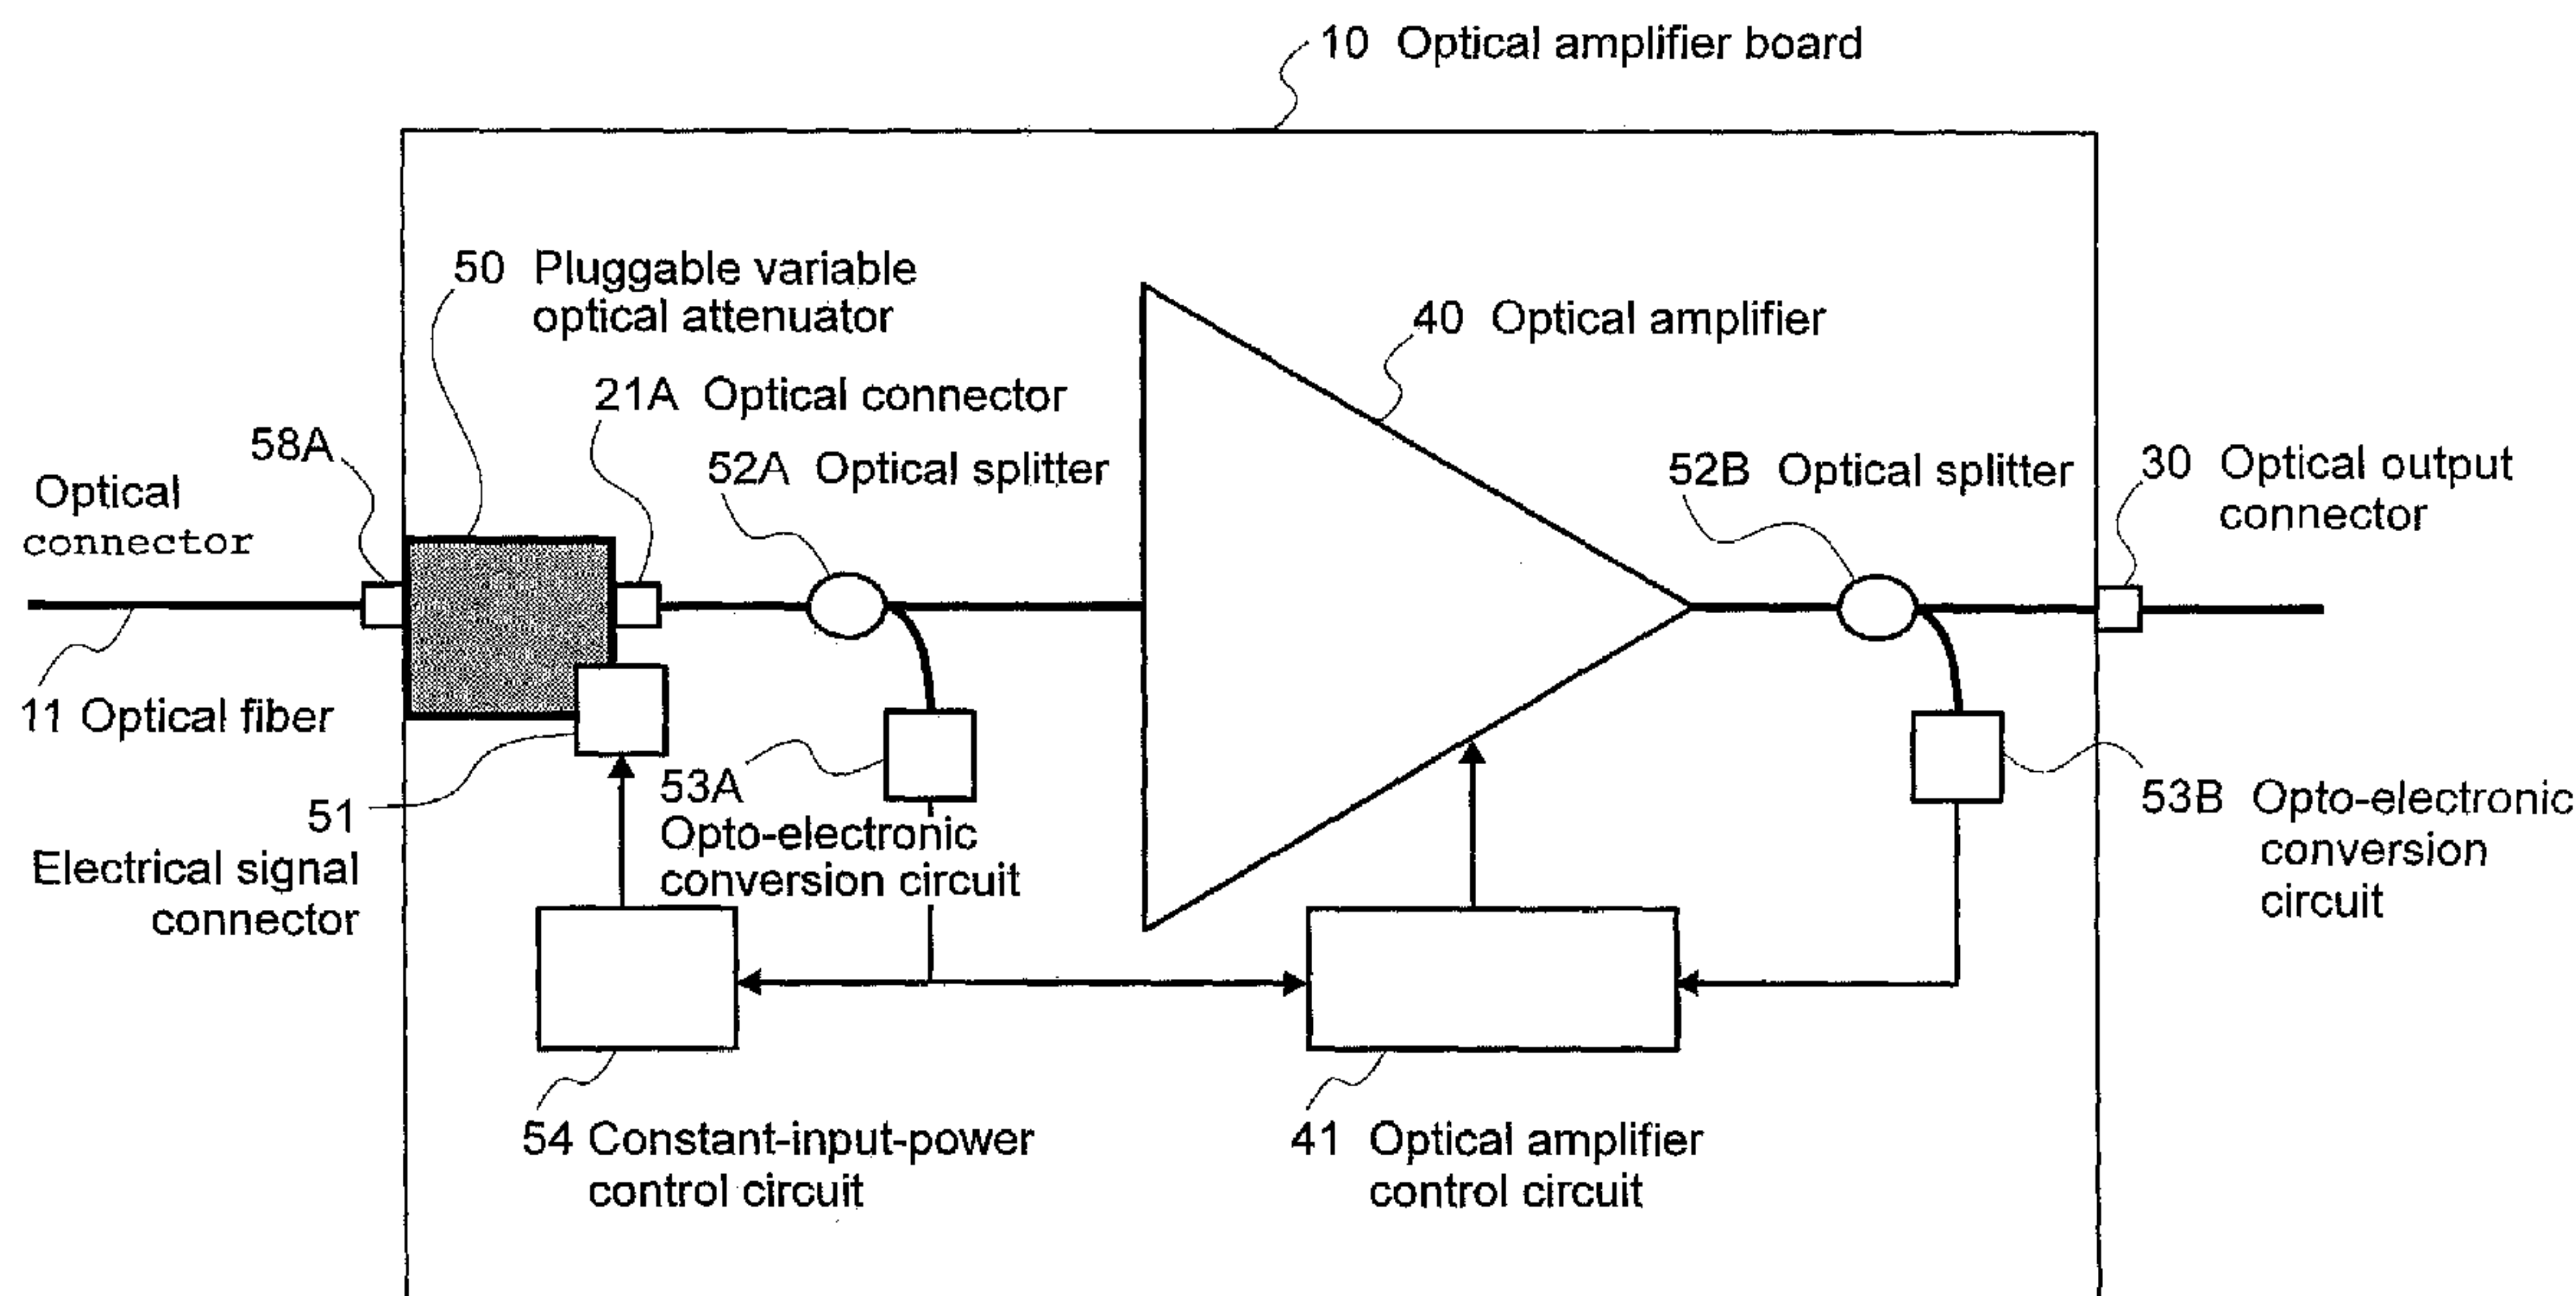 10 Optical amplifier board
50 Pluggable variable
optical attenuator
40 Optical amplifier
21A Optical connector
58A
52A Optical splitter
52B Optical splitter
30 Optical output
connector
Optical
connector
11 Optical fiber
53A
Opto-electronic
conversion circuit
53B Opto-electronic
conversion
circuit
51
Electrical signal
connector
54 Constant-input-power
control circuit
41 Optical amplifier
control circuit